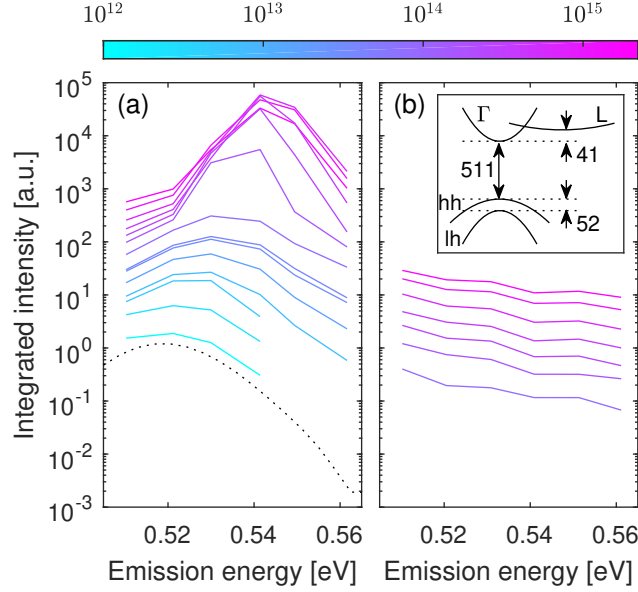 10^12 10^13 10^14 10^15
(a) (b)
Γ L
511 41
hh 52
lh
Integrated intensity [a.u.]
10^5
10^4
10^3
10^2
10^1
10^0
10^-1
10^-2
10^-3
0.52 0.54 0.56 0.52 0.54 0.56
Emission energy [eV] Emission energy [eV]